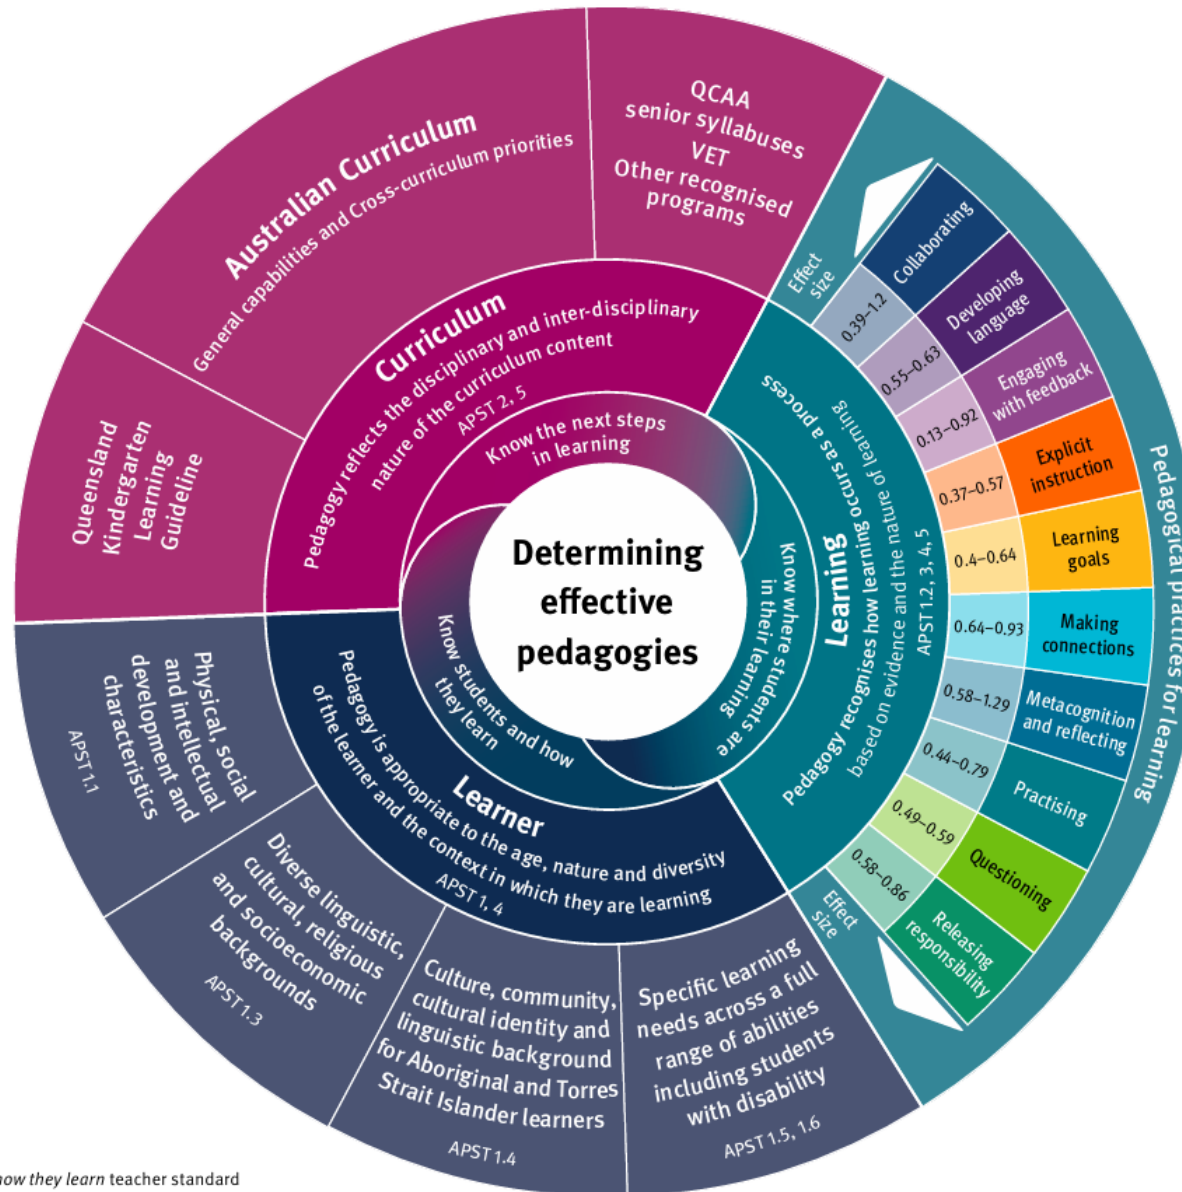 Determining
effective
pedagogies
Know the next steps
in learning
Know where students are
in their learning
Know students and how
they learn
Curriculum
Pedagogy reflects the disciplinary and inter-disciplinary
nature of the curriculum content
APST 2, 5
Queensland
Kindergarten
Learning
Guideline
Australian Curriculum
General capabilities and Cross-curriculum priorities
QCAA
senior syllabuses
VET
Other recognised
programs
Learning
Pedagogy recognises how learning occurs as a process
based on evidence and the nature of learning
APST 1.2, 3, 4, 5
Pedagogical practices for learning
Effect
size
0.39–1.2
Collaborating
0.55–0.63
Developing
language
0.13–0.92
Engaging
with feedback
0.37–0.57
Explicit
instruction
0.4–0.64
Learning
goals
0.64–0.93
Making
connections
0.58–1.29
Metacognition
and reflecting
0.44–0.79
Practising
0.49–0.59
Questioning
0.58–0.86
Releasing
responsibility
Effect
size
Learner
Pedagogy is appropriate to the age, nature and diversity
of the learner and the context in which they are learning
APST 1, 4
Physical, social
and intellectual
development and
characteristics
APST 1.1
Diverse linguistic,
cultural, religious
and socioeconomic
backgrounds
APST 1.3
Culture, community,
cultural identity and
linguistic background
for Aboriginal and Torres
Strait Islander learners
APST 1.4
Specific learning
needs across a full
range of abilities
including students
with disability
APST 1.5, 1.6
how they learn teacher standard